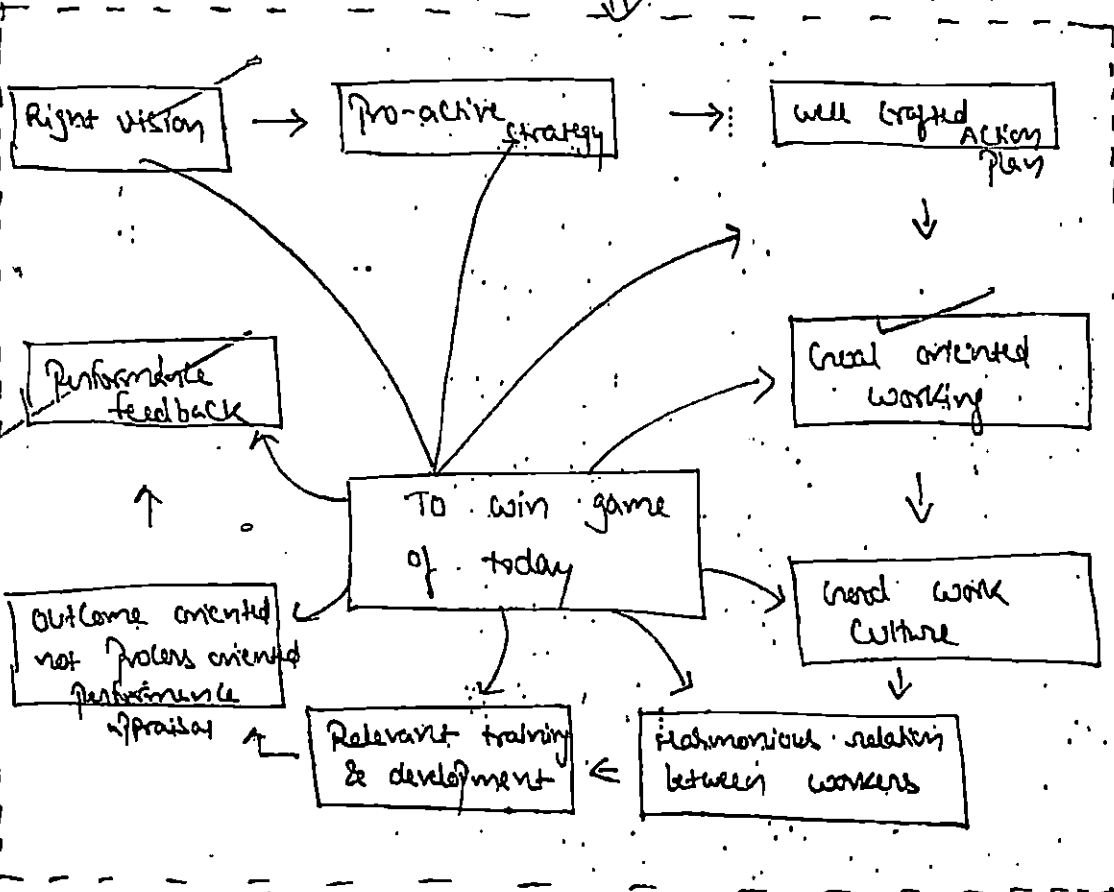 Right vision
Pro-active
strategy
well crafted
Action
Plan
Goal oriented
working
Good work
Culture
Harmonious relation
between workers
Relevant training
& development
Outcome oriented
not Process oriented
performance
appraisal
Performance
feedback
To win game
of today